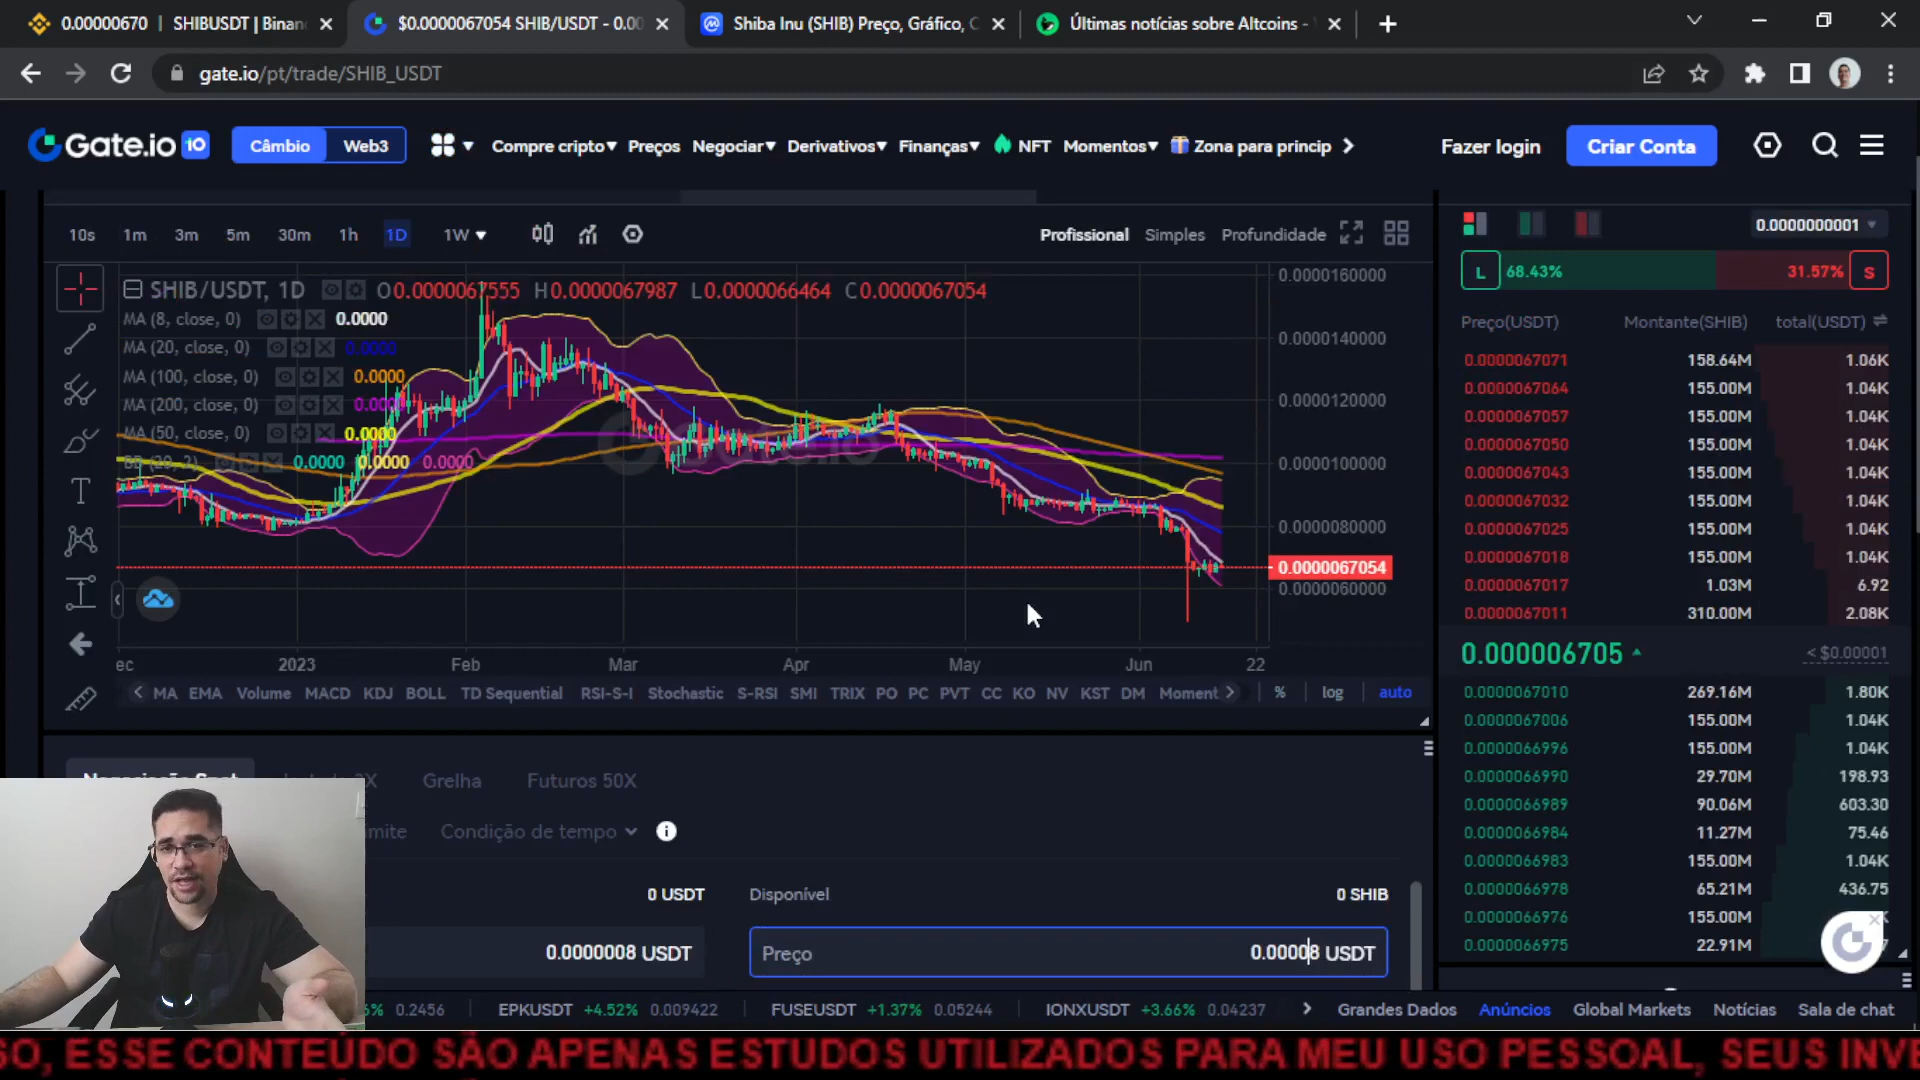 0.00000670 | SHIBUSDT | Binan
$0.0000067054 SHIB/USDT - 0.00
Shiba Inu (SHIB) Preço, Gráfico, C
Últimas notícias sobre Altcoins -
gate.io/pt/trade/SHIB_USDT
Gate.io 10 Câmbio Web3 Compre cripto Preços Negociar Derivativos Finanças NFT Momentos Zona para princip Fazer login Criar Conta
10s 1m 3m 5m 30m 1h 1D 1W Profissional Simples Profundidade
SHIB/USDT, 1D O0.0000067555 H0.0000067987 L0.0000066464 C0.0000067054
MA (8, close, 0) 0.0000
MA (20, close, 0) 0.0000
MA (100, close, 0) 0.0000
MA (200, close, 0) 0.0000
MA (50, close, 0) 0.0000
0.0000 0.0000 0.0000
0.0000160000
0.0000140000
0.0000120000
0.0000100000
0.0000080000
0.0000067054
0.0000060000
ec 2023 Feb Mar Apr May Jun 22
MA EMA Volume MACD KDJ BOLL TD Sequential RSI-S-I Stochastic S-RSI SMI TRIX PO PC PVT CC KO NV KST DM Moment % log auto
0.0000000001
L 68.43% 31.57% S
Preço(USDT) Montante(SHIB) total(USDT)
0.0000067071 158.64M 1.06K
0.0000067064 155.00M 1.04K
0.0000067057 155.00M 1.04K
0.0000067050 155.00M 1.04K
0.0000067043 155.00M 1.04K
0.0000067032 155.00M 1.04K
0.0000067025 155.00M 1.04K
0.0000067018 155.00M 1.04K
0.0000067017 1.03M 6.92
0.0000067011 310.00M 2.08K
0.000006705 < $0.00001
0.0000067010 269.16M 1.80K
0.0000067006 155.00M 1.04K
0.0000066996 155.00M 1.04K
0.0000066990 29.70M 198.93
0.0000066989 90.06M 603.30
0.0000066984 11.27M 75.46
0.0000066983 155.00M 1.04K
0.0000066978 65.21M 436.75
0.0000066976 155.00M
0.0000066975 22.91M
Grelha Futuros 50X
Condição de tempo
0 USDT Disponível 0 SHIB
0.0000008 USDT Preço 0.00008 USDT
6% 0.2456 EPKUSDT +4.52% 0.009422 FUSEUSDT +1.37% 0.05244 IONXUSDT +3.66% 0.04237 Grandes Dados Anúncios Global Markets Notícias Sala de chat
SO, ESSE CONTEÚDO SÃO APENAS ESTUDOS UTILIZADOS PARA MEU USO PESSOAL, SEUS INVE